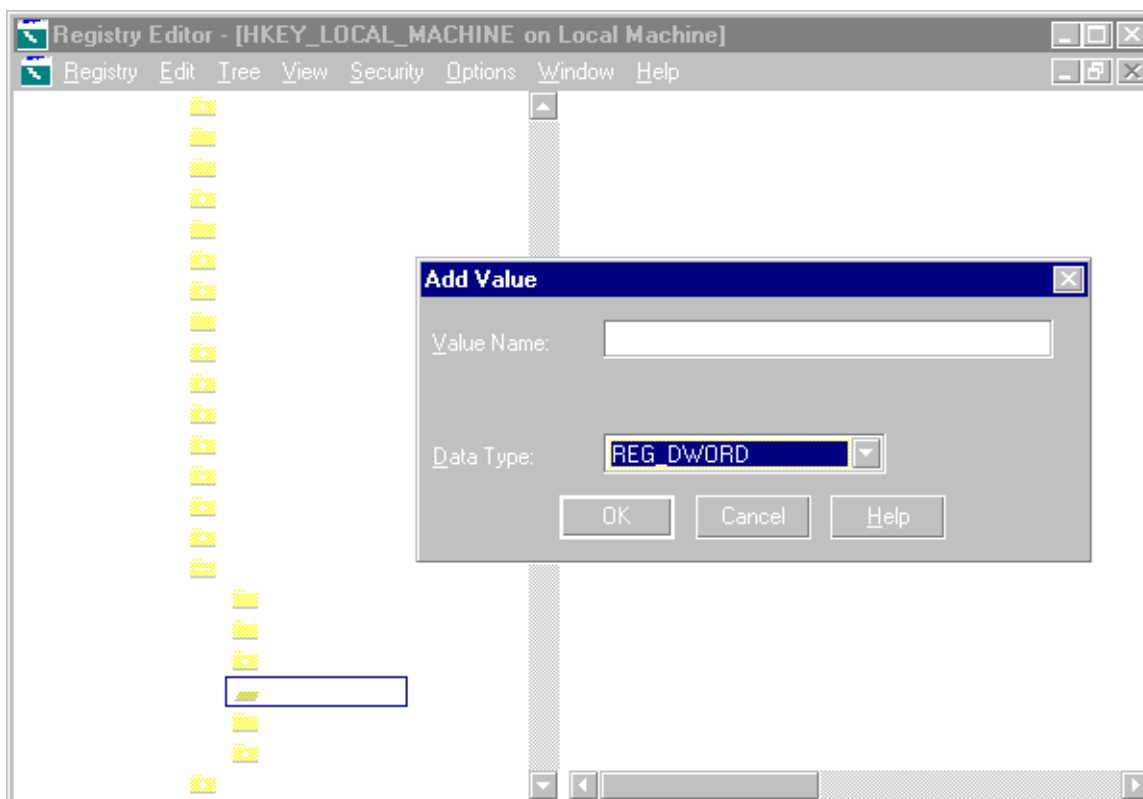 Registry Editor - [HKEY_LOCAL_MACHINE on Local Machine]
Registry Edit Tree View Security Options Window Help
Add Value
Value Name:
Data Type: REG_DWORD
OK Cancel Help